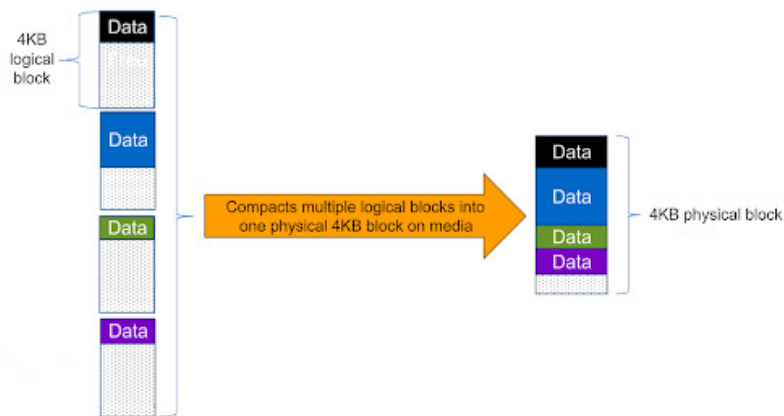 4KB
logical
block
Data
Data
Data
Data
Compacts multiple logical blocks into
one physical 4KB block on media
Data
Data
Data
Data
4KB physical block